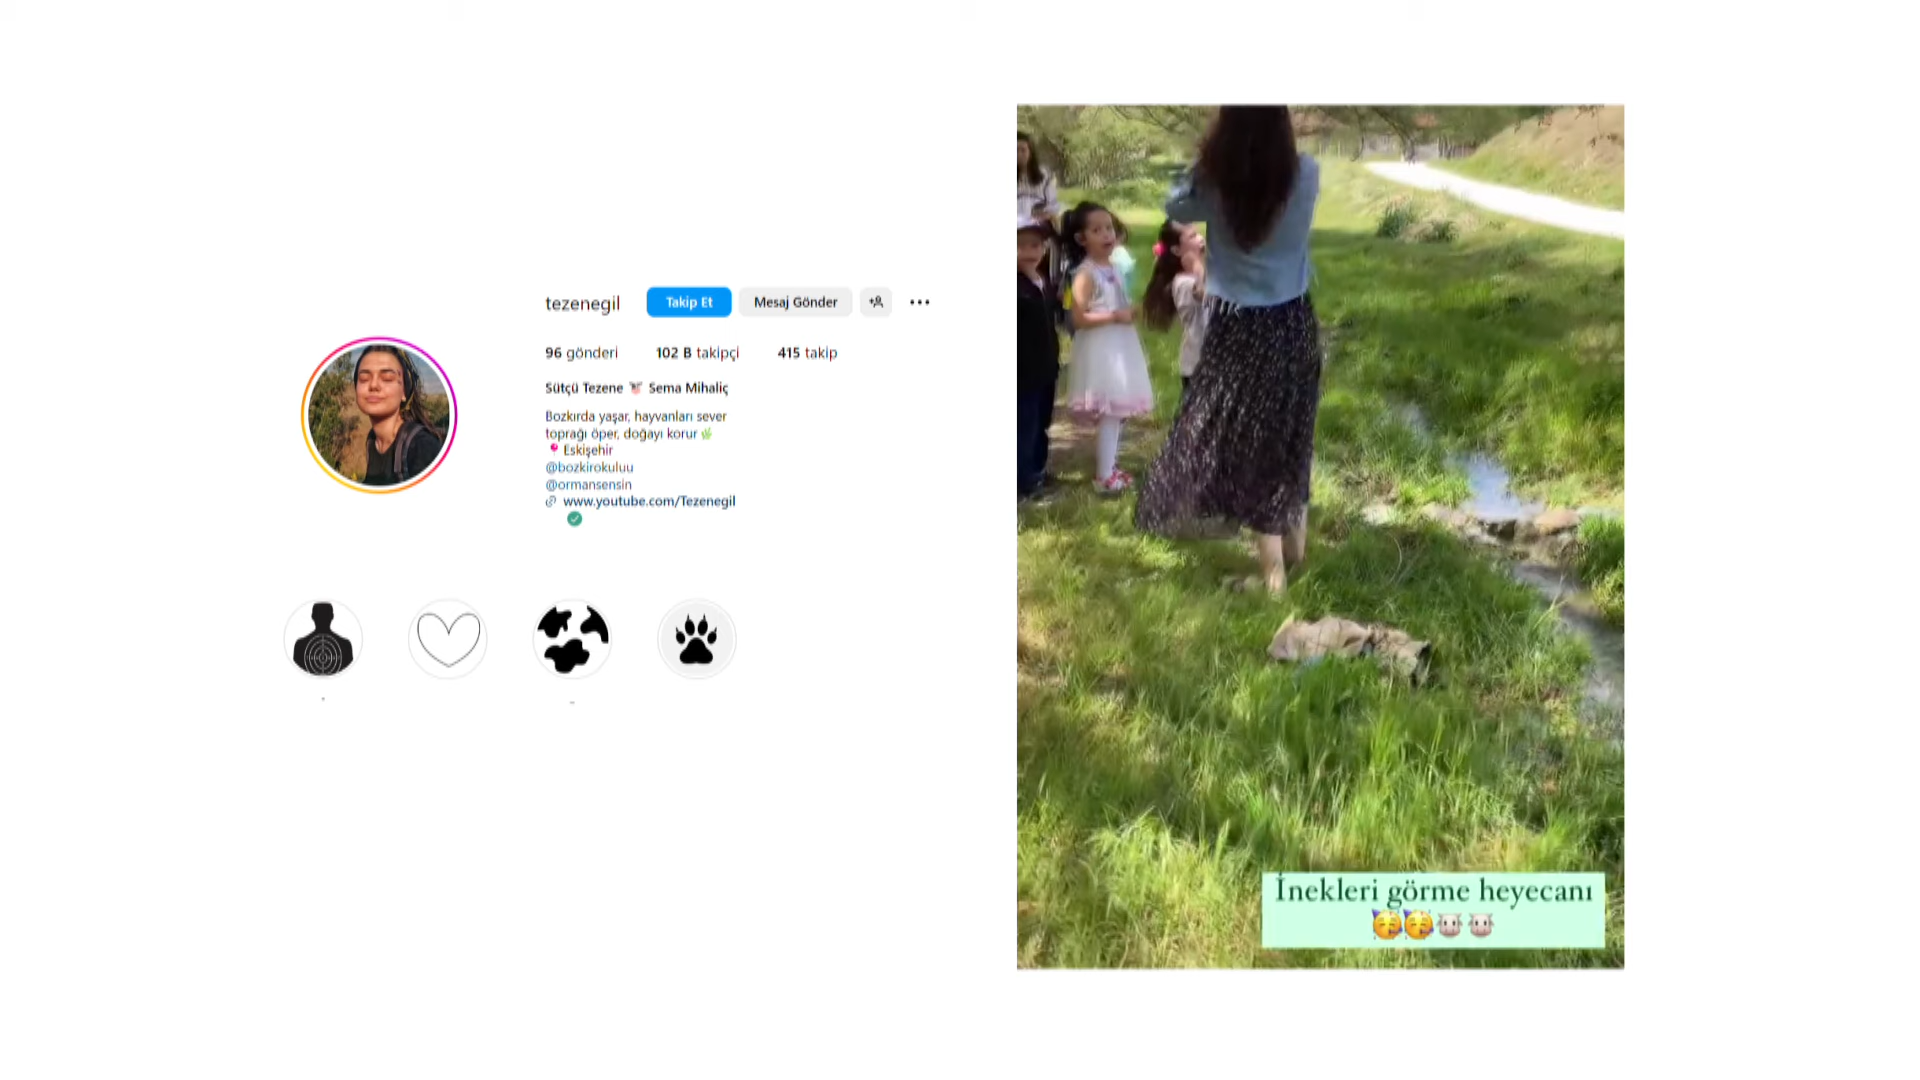 tezenegil Takip Et Mesaj Gönder
96 gönderi 102 B takipçi 415 takip
Sütçü Tezene Sema Mihaliç
Bozkırda yaşar, hayvanları sever
toprağı öper, doğayı korur
Eskişehir
@bozkirokuluu
@ormansensin
www.youtube.com/Tezenegil
İnekleri görme heyecanı